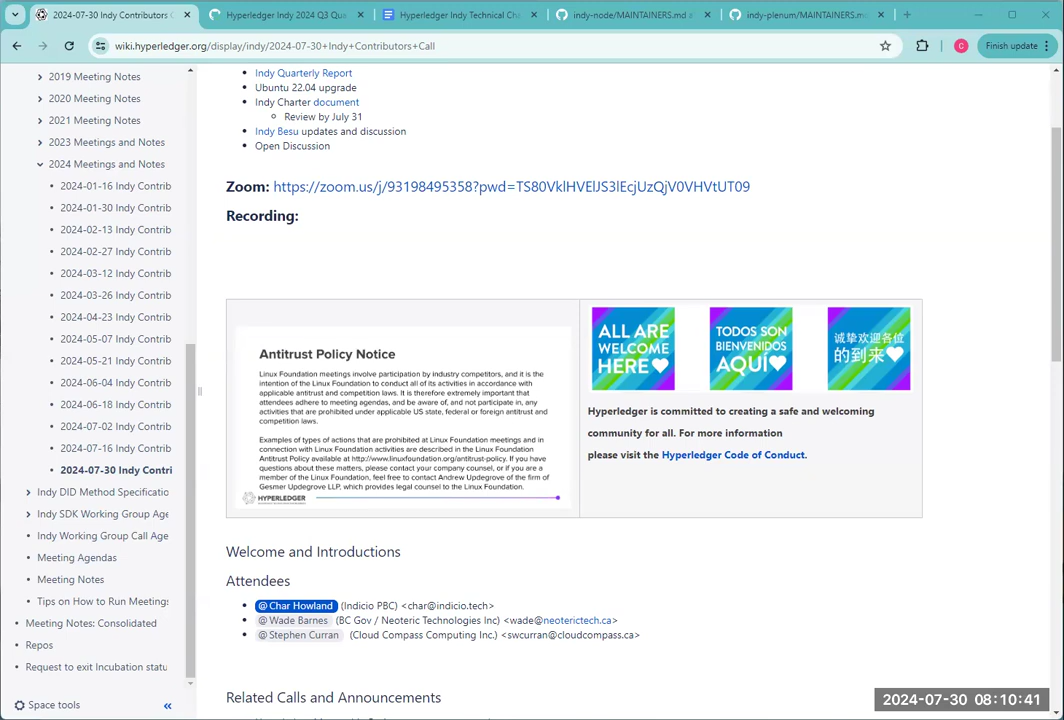 2024-07-30 Indy Contributors C
Hyperledger Indy 2024 Q3 Qua
Hyperledger Indy Technical Cha
indy-node/MAINTAINERS.md
indy-plenum/MAINTAINERS.m
wiki.hyperledger.org/display/indy/2024-07-30+Indy+Contributors+Call
C
Finish update
2019 Meeting Notes
2020 Meeting Notes
2021 Meeting Notes
2023 Meetings and Notes
2024 Meetings and Notes
2024-01-16 Indy Contrib
2024-01-30 Indy Contrib
2024-02-13 Indy Contrib
2024-02-27 Indy Contrib
2024-03-12 Indy Contrib
2024-03-26 Indy Contrib
2024-04-23 Indy Contrib
2024-05-07 Indy Contrib
2024-05-21 Indy Contrib
2024-06-04 Indy Contrib
2024-06-18 Indy Contrib
2024-07-02 Indy Contrib
2024-07-16 Indy Contrib
2024-07-30 Indy Contri
Indy DID Method Specificatio
Indy SDK Working Group Age
Indy Working Group Call Age
Meeting Agendas
Meeting Notes
Tips on How to Run Meetings
Meeting Notes: Consolidated
Repos
Request to exit Incubation statu
Space tools
Indy Quarterly Report
Ubuntu 22.04 upgrade
Indy Charter document
Review by July 31
Indy Besu updates and discussion
Open Discussion
Zoom: https://zoom.us/j/93198495358?pwd=TS80VklHVElJS3lEcjUzQjV0VHVtUT09
Recording:
Antitrust Policy Notice
Linux Foundation meetings involve participation by industry competitors, and it is the
intention of the Linux Foundation to conduct all of its activities in accordance with
applicable antitrust and competition laws. It is therefore extremely important that
attendees adhere to meeting agendas, and be aware of, and not participate in, any
activities that are prohibited under applicable US state, federal or foreign antitrust and
competition laws.
Examples of types of actions that are prohibited at Linux Foundation meetings and in
connection with Linux Foundation activities are described in the Linux Foundation
Antitrust Policy available at http://www.linuxfoundation.org/antitrust-policy. If you have
questions about these matters, please contact your company counsel, or if you are a
member of the Linux Foundation, feel free to contact Andrew Updegrove of the firm of
Gesmer Updegrove LLP, which provides legal counsel to the Linux Foundation.
HYPERLEDGER
ALL ARE
WELCOME
HERE
TODOS SON
BIENVENIDOS
AQUÍ
诚挚欢迎各位
的到来
Hyperledger is committed to creating a safe and welcoming
community for all. For more information
please visit the Hyperledger Code of Conduct.
Welcome and Introductions
Attendees
@Char Howland (Indicio PBC) <char@indicio.tech>
@Wade Barnes (BC Gov / Neoteric Technologies Inc) <wade@neoterictech.ca>
@Stephen Curran (Cloud Compass Computing Inc.) <swcurran@cloudcompass.ca>
Related Calls and Announcements
2024-07-30 08:10:41